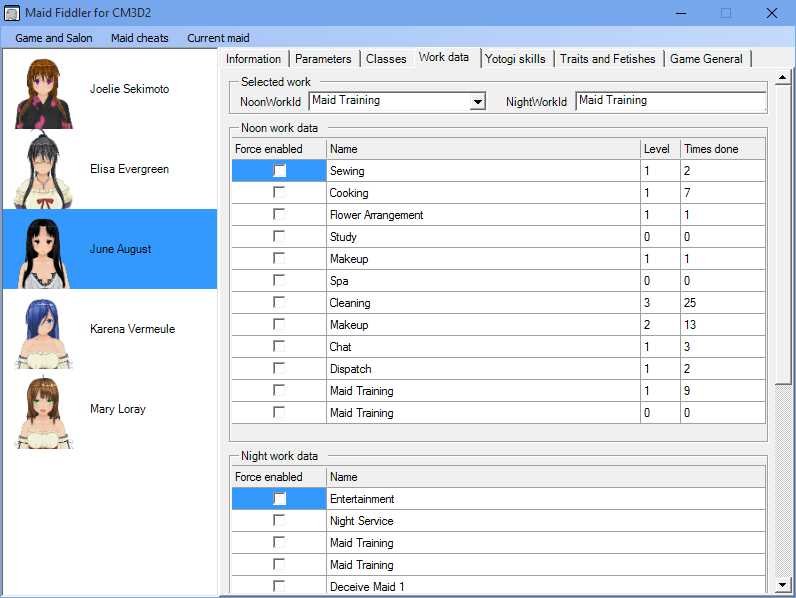 Maid Fiddler for CM3D2
Game and Salon Maid cheats Current maid
Joelie Sekimoto
Elisa Evergreen
June August
Karena Vermeule
Mary Loray
Information Parameters Classes Work data Yotogi skills Traits and Fetishes Game General
Selected work
NoonWorkId Maid Training NightWorkId Maid Training
Noon work data
Force enabled Name Level Times done
Sewing 1 2
Cooking 1 7
Flower Arrangement 1 1
Study 0 0
Makeup 1 1
Spa 0 0
Cleaning 3 25
Makeup 2 13
Chat 1 3
Dispatch 1 2
Maid Training 1 9
Maid Training 0 0
Night work data
Force enabled Name
Entertainment
Night Service
Maid Training
Maid Training
Deceive Maid 1